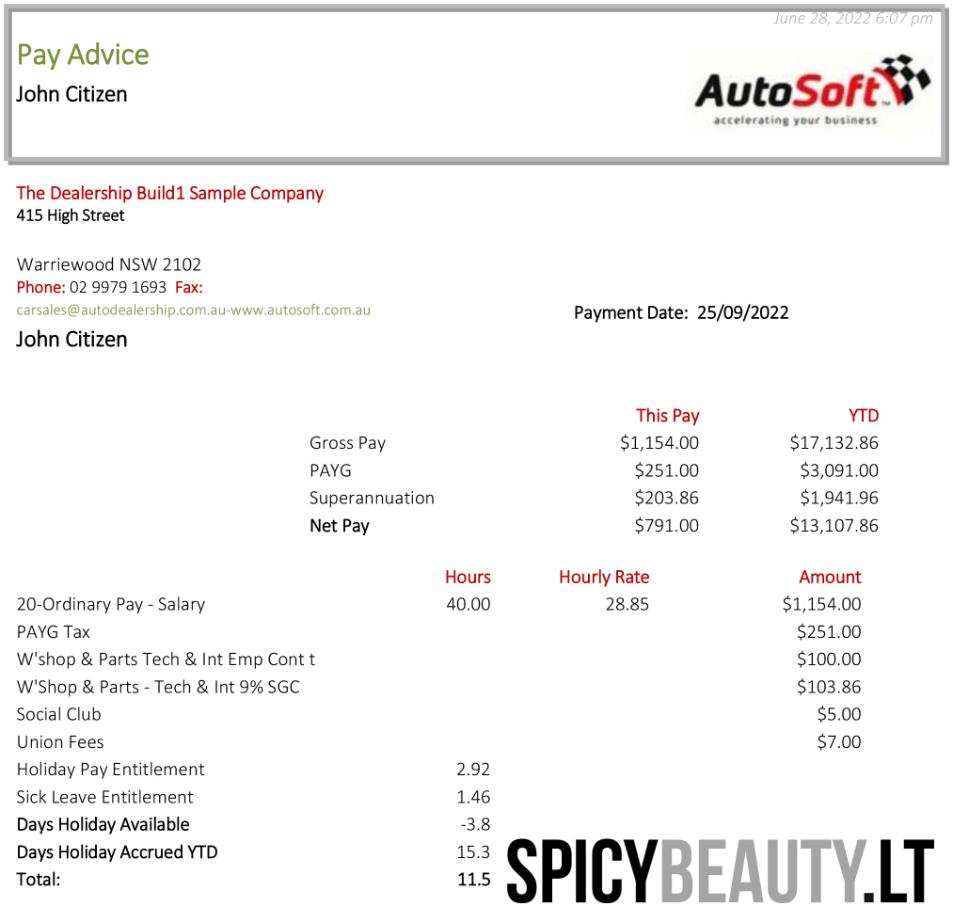 June 28, 2022 6:07 pm
Pay Advice
John Citizen
AutoSoft™
accelerating your business
The Dealership Build1 Sample Company
415 High Street
Warriewood NSW 2102
Phone: 02 9979 1693 Fax:
carsales@autodealership.com.au-www.autosoft.com.au
Payment Date: 25/09/2022
John Citizen
This Pay YTD
Gross Pay $1,154.00 $17,132.86
PAYG $251.00 $3,091.00
Superannuation $203.86 $1,941.96
Net Pay $791.00 $13,107.86
Hours Hourly Rate Amount
20-Ordinary Pay - Salary 40.00 28.85 $1,154.00
PAYG Tax $251.00
W'shop & Parts Tech & Int Emp Cont t $100.00
W'Shop & Parts - Tech & Int 9% SGC $103.86
Social Club $5.00
Union Fees $7.00
Holiday Pay Entitlement 2.92
Sick Leave Entitlement 1.46
Days Holiday Available -3.8
Days Holiday Accrued YTD 15.3
Total: 11.5
SPICYBEAUTY.LT